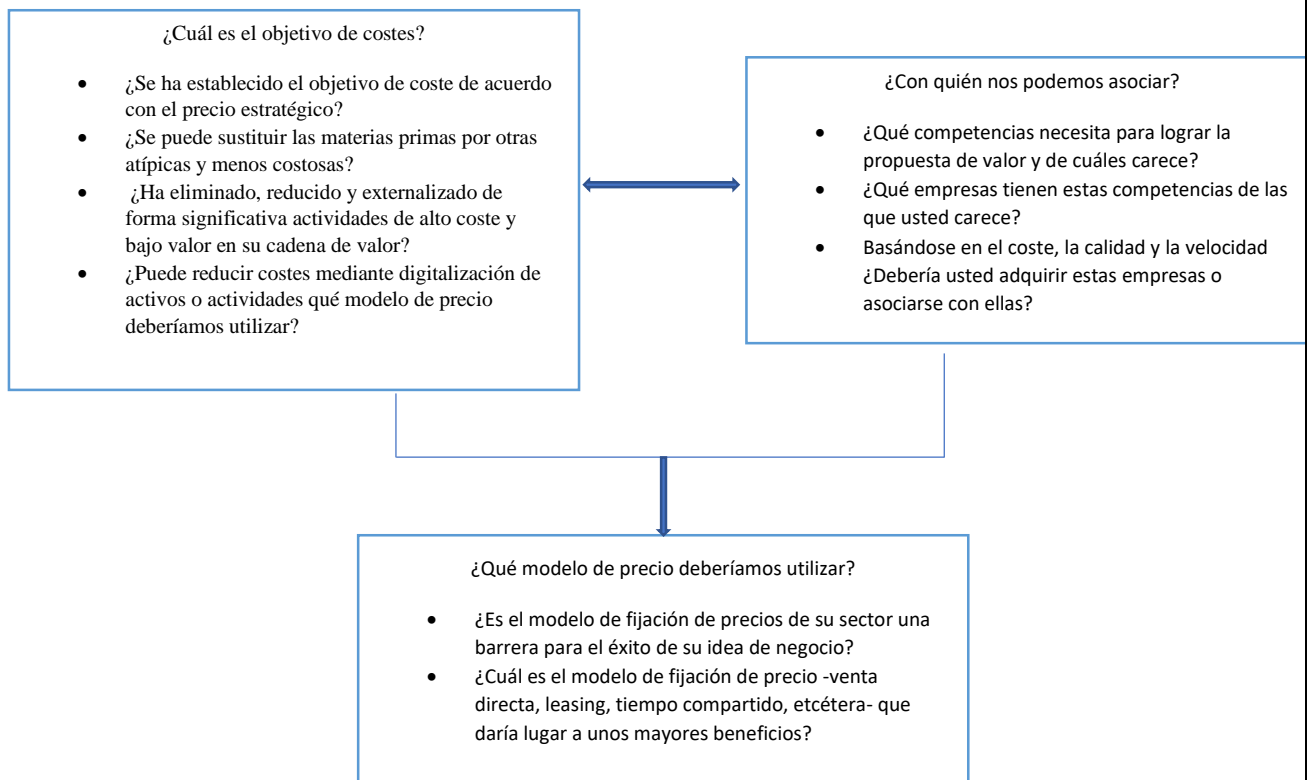 ¿Cuál es el objetivo de costes?
• ¿Se ha establecido el objetivo de coste de acuerdo
con el precio estratégico?
• ¿Se puede sustituir las materias primas por otras
atípicas y menos costosas?
• ¿Ha eliminado, reducido y externalizado de
forma significativa actividades de alto coste y
bajo valor en su cadena de valor?
• ¿Puede reducir costes mediante digitalización de
activos o actividades qué modelo de precio
deberíamos utilizar?
¿Con quién nos podemos asociar?
• ¿Qué competencias necesita para lograr la
propuesta de valor y de cuáles carece?
• ¿Qué empresas tienen estas competencias de las
que usted carece?
• Basándose en el coste, la calidad y la velocidad
¿Debería usted adquirir estas empresas o
asociarse con ellas?
¿Qué modelo de precio deberíamos utilizar?
• ¿Es el modelo de fijación de precios de su sector una
barrera para el éxito de su idea de negocio?
• ¿Cuál es el modelo de fijación de precio -venta
directa, leasing, tiempo compartido, etcétera- que
daría lugar a unos mayores beneficios?